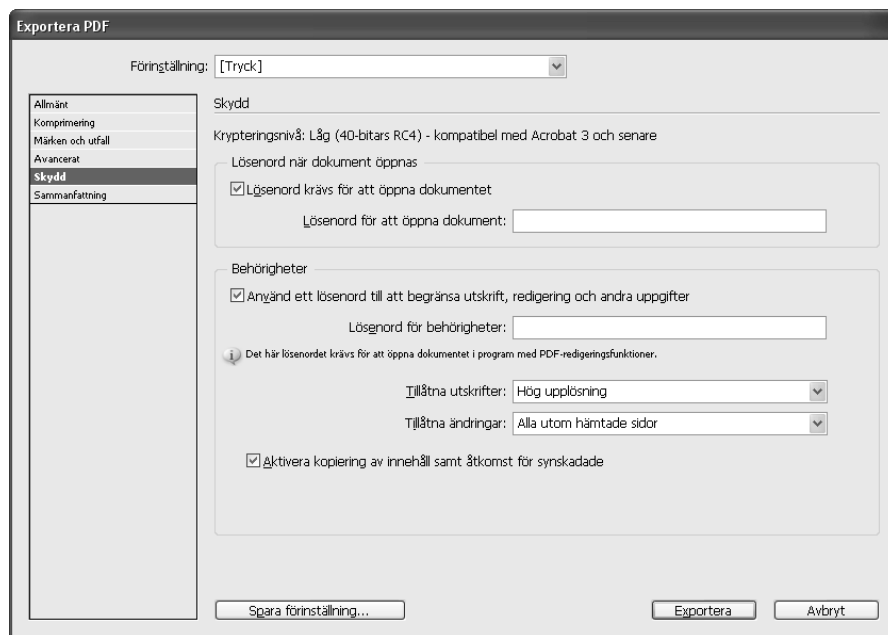 Exportera PDF
Förinställning: [Tryck]
Allmänt
Komprimering
Märken och utfall
Avancerat
Skydd
Sammanfattning
Skydd
Krypteringsnivå: Låg (40-bitars RC4) - kompatibel med Acrobat 3 och senare
Lösenord när dokument öppnas
Lösenord krävs för att öppna dokumentet
Lösenord för att öppna dokument:
Behörigheter
Använd ett lösenord till att begränsa utskrift, redigering och andra uppgifter
Lösenord för behörigheter:
Det här lösenordet krävs för att öppna dokumentet i program med PDF-redigeringsfunktioner.
Tillåtna utskrifter: Hög upplösning
Tillåtna ändringar: Alla utom hämtade sidor
Aktivera kopiering av innehåll samt åtkomst för synskadade
Spara förinställning... Exportera Avbryt